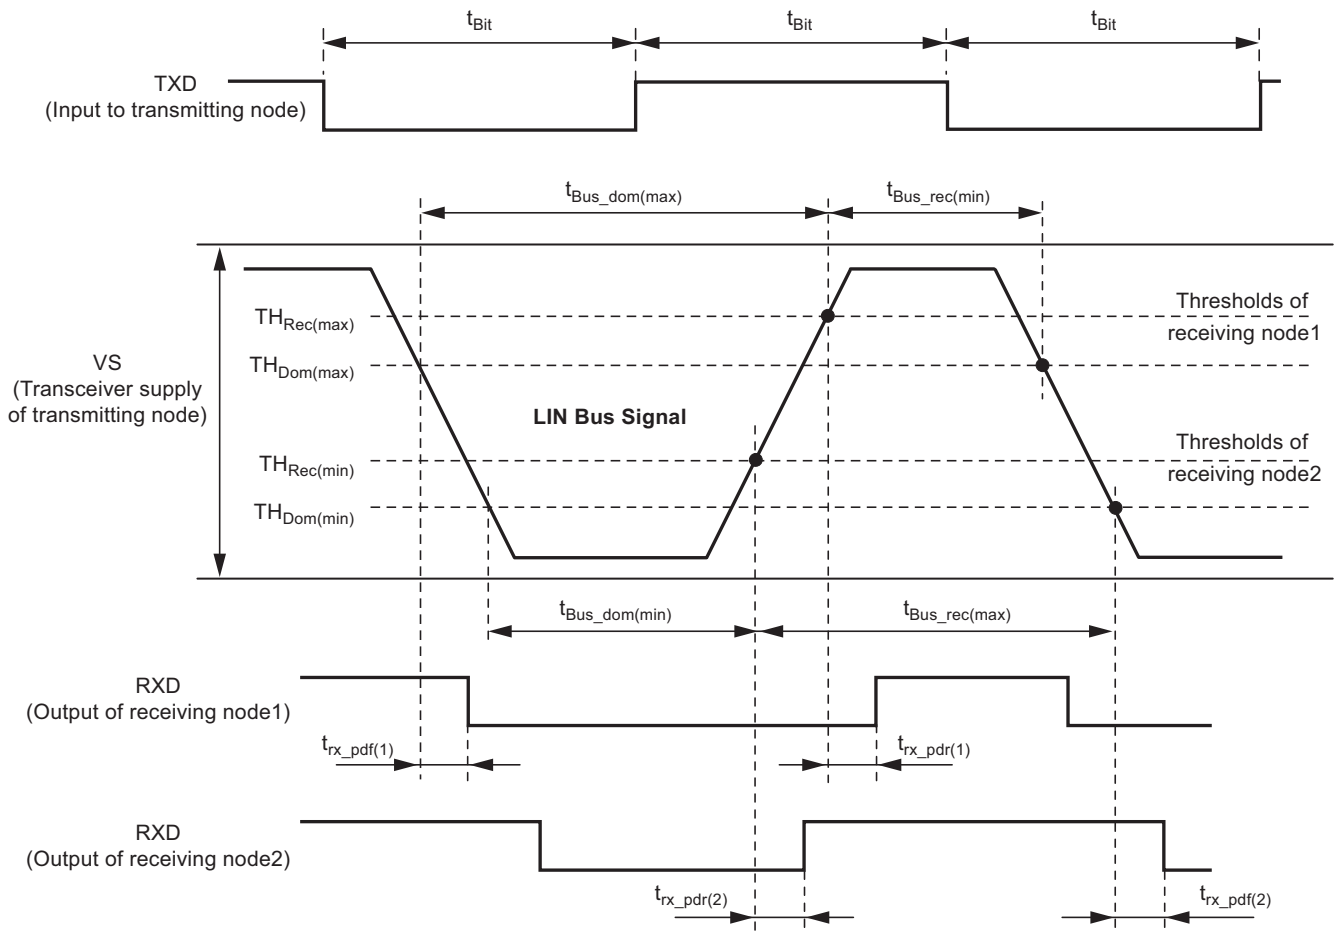 tBit
tBit
tBit
TXD
(Input to transmitting node)
tBus_dom(max)
tBus_rec(min)
THRec(max)
Thresholds of
receiving node1
VS
(Transceiver supply
of transmitting node)
THDom(max)
LIN Bus Signal
THRec(min)
Thresholds of
receiving node2
THDom(min)
tBus_dom(min)
tBus_rec(max)
RXD
(Output of receiving node1)
trx_pdf(1)
trx_pdr(1)
RXD
(Output of receiving node2)
trx_pdr(2)
trx_pdf(2)